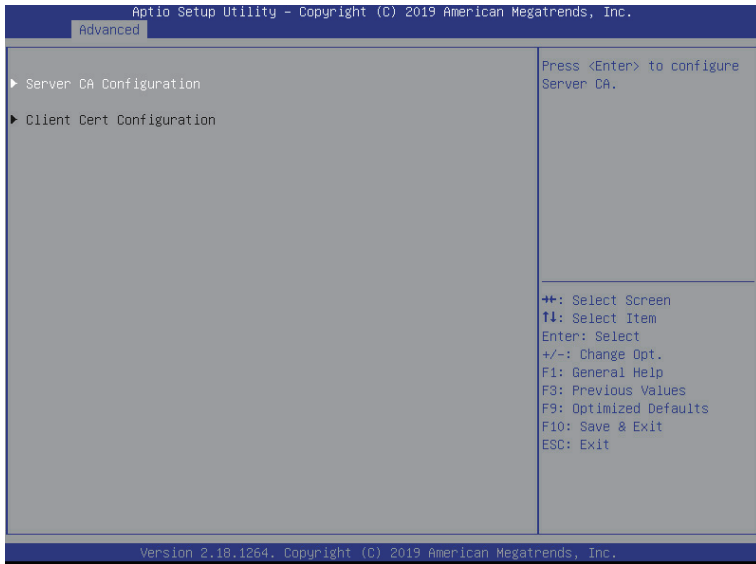 Aptio Setup Utility – Copyright (C) 2019 American Megatrends, Inc.
Advanced
▶ Server CA Configuration
▶ Client Cert Configuration
Press <Enter> to configure
Server CA.
→←: Select Screen
↑↓: Select Item
Enter: Select
+/-: Change Opt.
F1: General Help
F3: Previous Values
F9: Optimized Defaults
F10: Save & Exit
ESC: Exit
Version 2.18.1264. Copyright (C) 2019 American Megatrends, Inc.